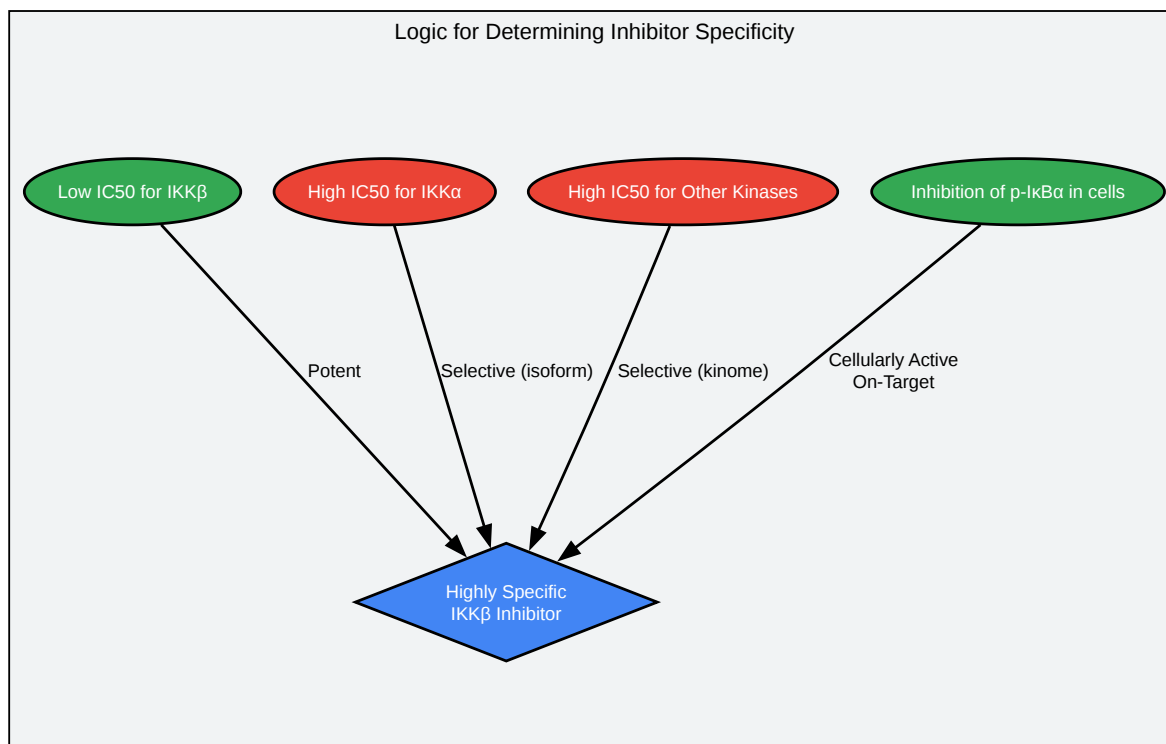 Logic for Determining Inhibitor Specificity
Low IC50 for IKKβ
High IC50 for IKKα
High IC50 for Other Kinases
Inhibition of p-IκBα in cells
Potent
Selective (isoform)
Selective (kinome)
Cellularly Active
On-Target
Highly Specific
IKKβ Inhibitor